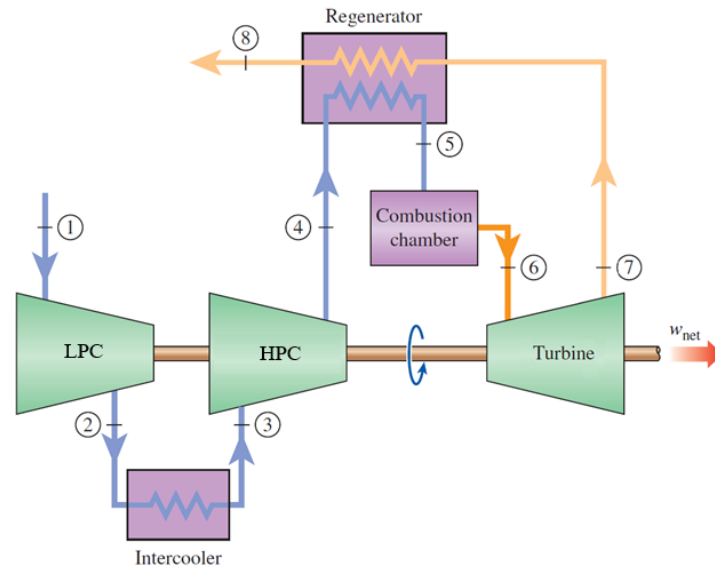 Regenerator
8
5
Combustion
chamber
1
4
6
7
LPC
HPC
Turbine
w_net
2
3
Intercooler